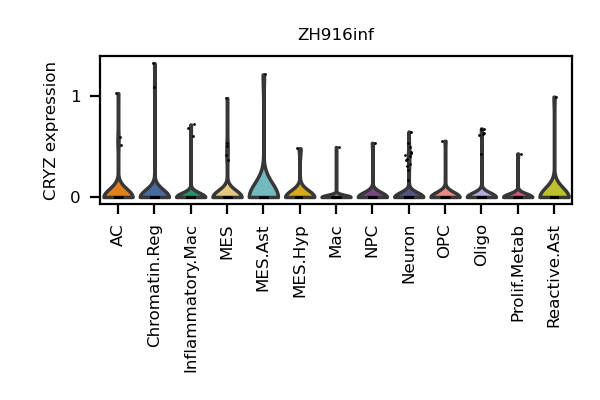 ZH916inf
CRYZ expression
1
0
AC
Chromatin.Reg
Inflammatory.Mac
MES
MES.Ast
MES.Hyp
Mac
NPC
Neuron
OPC
Oligo
Prolif.Metab
Reactive.Ast